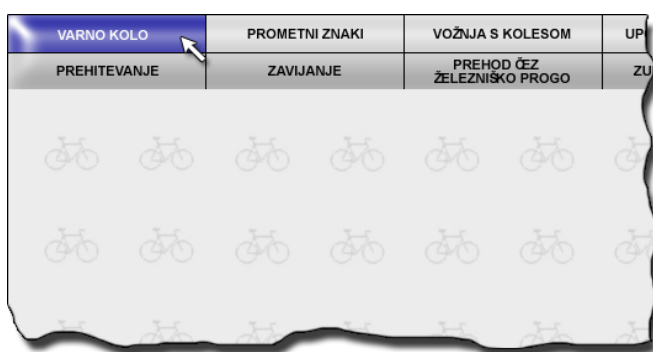 VARNO KOLO PROMETNI ZNAKI VOŽNJA S KOLESOM
PREHITEVANJE ZAVIJANJE PREHOD ČEZ ŽELEZNIŠKO PROGO